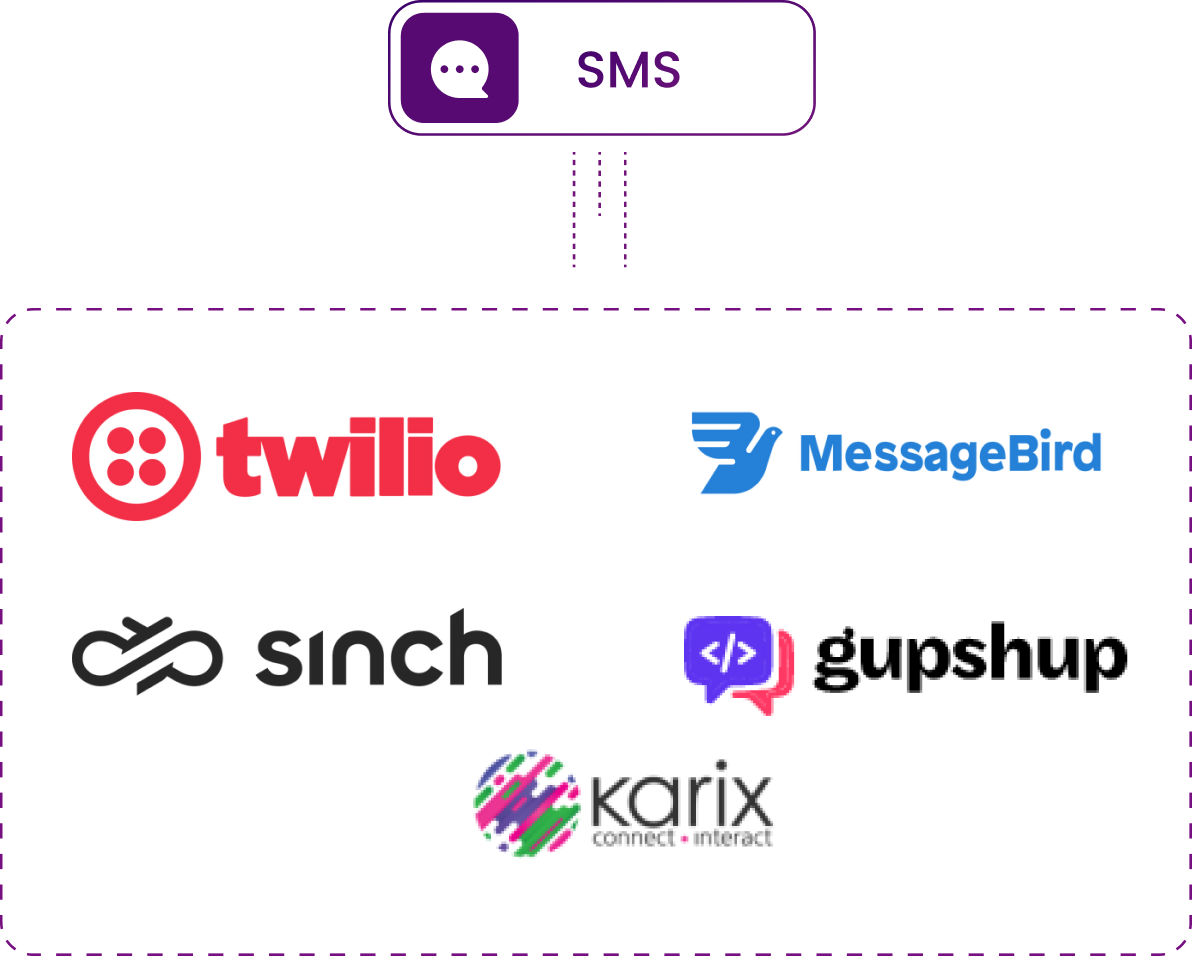 SMS
twilio
MessageBird
sinch
</>
gupshup
karix
connect • interact